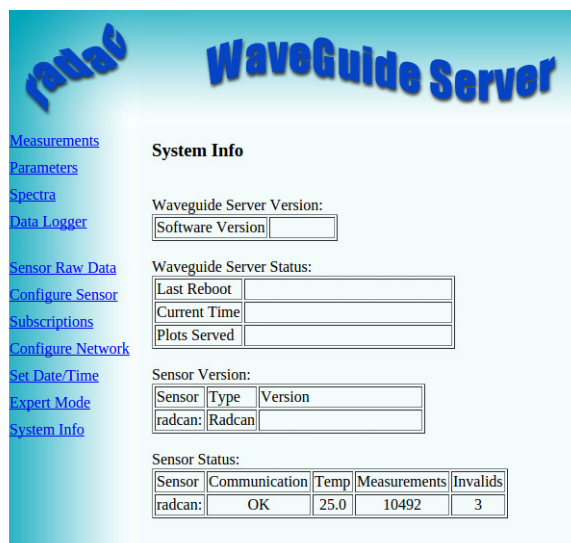 radac
WaveGuide Server
Measurements
Parameters
Spectra
Data Logger
Sensor Raw Data
Configure Sensor
Subscriptions
Configure Network
Set Date/Time
Expert Mode
System Info
System Info
Waveguide Server Version:
Software Version
Waveguide Server Status:
Last Reboot
Current Time
Plots Served
Sensor Version:
Sensor Type Version
radcan: Radcan
Sensor Status:
Sensor Communication Temp Measurements Invalids
radcan: OK 25.0 10492 3